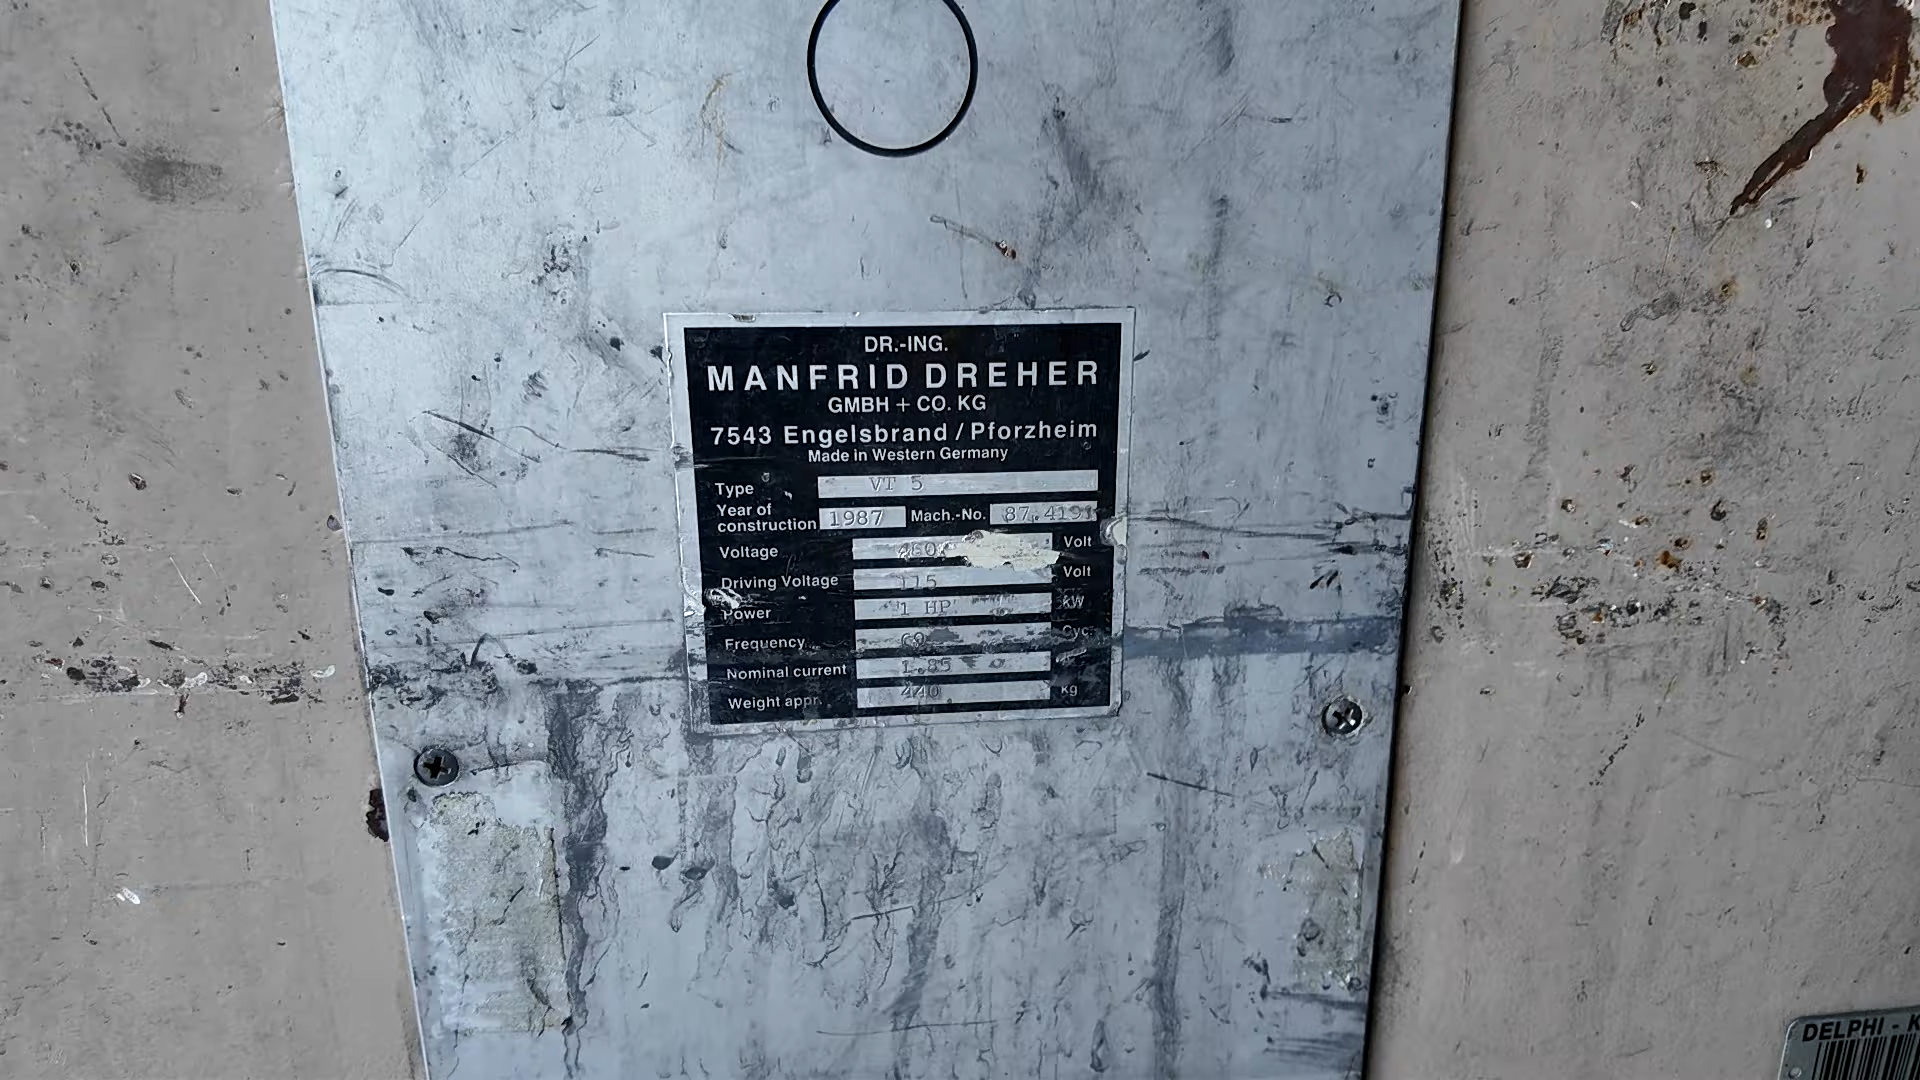 DR.-ING.
MANFRID DREHER
GMBH + CO. KG
7543 Engelsbrand / Pforzheim
Made in Western Germany
Type VT 5
Year of construction 1987 Mach.-No. 87.4191
Voltage 460 Volt
Driving Voltage 115 Volt
Power 1 HP kW
Frequency 60 Cyc.
Nominal current 1.85
Weight appr. 440 kg
DELPHI - K